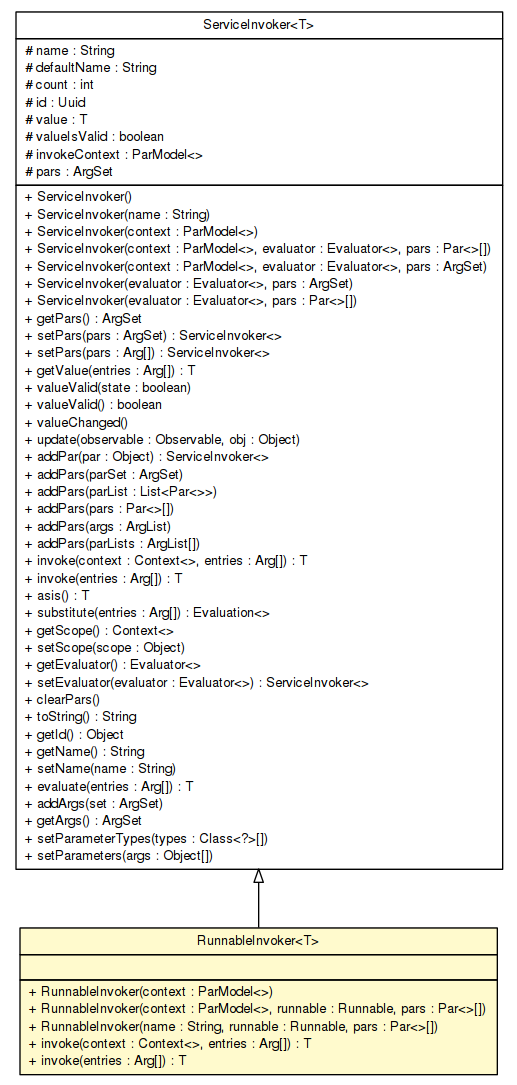 ServiceInvoker<T>
# name : String
# defaultName : String
# count : int
# id : Uuid
# value : T
# valueIsValid : boolean
# invokeContext : ParModel<>
# pars : ArgSet
+ ServiceInvoker()
+ ServiceInvoker(name : String)
+ ServiceInvoker(context : ParModel<>)
+ ServiceInvoker(context : ParModel<>, evaluator : Evaluator<>, pars : Par<>[])
+ ServiceInvoker(context : ParModel<>, evaluator : Evaluator<>, pars : ArgSet)
+ ServiceInvoker(evaluator : Evaluator<>, pars : ArgSet)
+ ServiceInvoker(evaluator : Evaluator<>, pars : Par<>[])
+ getPars() : ArgSet
+ setPars(pars : ArgSet) : ServiceInvoker<>
+ setPars(pars : Arg[]) : ServiceInvoker<>
+ getValue(entries : Arg[]) : T
+ valueValid(state : boolean)
+ valueValid() : boolean
+ valueChanged()
+ update(observable : Observable, obj : Object)
+ addPar(par : Object) : ServiceInvoker<>
+ addPars(parSet : ArgSet)
+ addPars(parList : List<Par<>>)
+ addPars(pars : Par<>[])
+ addPars(args : ArgList)
+ addPars(parLists : ArgList[])
+ invoke(context : Context<>, entries : Arg[]) : T
+ invoke(entries : Arg[]) : T
+ asis() : T
+ substitute(entries : Arg[]) : Evaluation<>
+ getScope() : Context<>
+ setScope(scope : Object)
+ getEvaluator() : Evaluator<>
+ setEvaluator(evaluator : Evaluator<>) : ServiceInvoker<>
+ clearPars()
+ toString() : String
+ getId() : Object
+ getName() : String
+ setName(name : String)
+ evaluate(entries : Arg[]) : T
+ addArgs(set : ArgSet)
+ getArgs() : ArgSet
+ setParameterTypes(types : Class<?>[])
+ setParameters(args : Object[])
RunnableInvoker<T>
+ RunnableInvoker(context : ParModel<>)
+ RunnableInvoker(context : ParModel<>, runnable : Runnable, pars : Par<>[])
+ RunnableInvoker(name : String, runnable : Runnable, pars : Par<>[])
+ invoke(context : Context<>, entries : Arg[]) : T
+ invoke(entries : Arg[]) : T